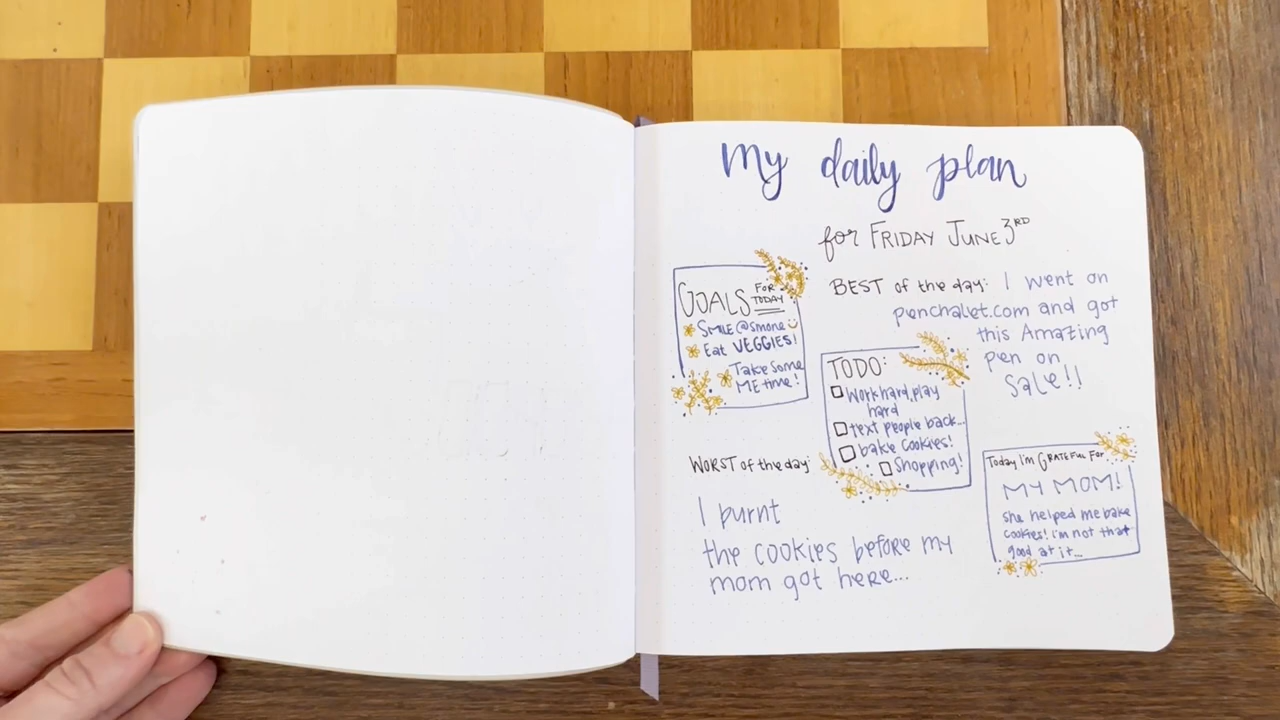 My daily plan
for FRIDAY JUNE 3RD
GOALS FOR TODAY
SMILE @ smone
Eat VEGGIES!
Take Some
ME time!
BEST of the day: I went on
penchalet.com and got
this Amazing
pen on
Sale!!
TODO:
Work hard, play
hard
text people back...
bake cookies!
Shopping!
WORST of the day:
I burnt
the cookies before my
mom got here...
Today I'm GRATEFUL For
MY MOM!
she helped me bake
cookies! i'm not that
good at it...